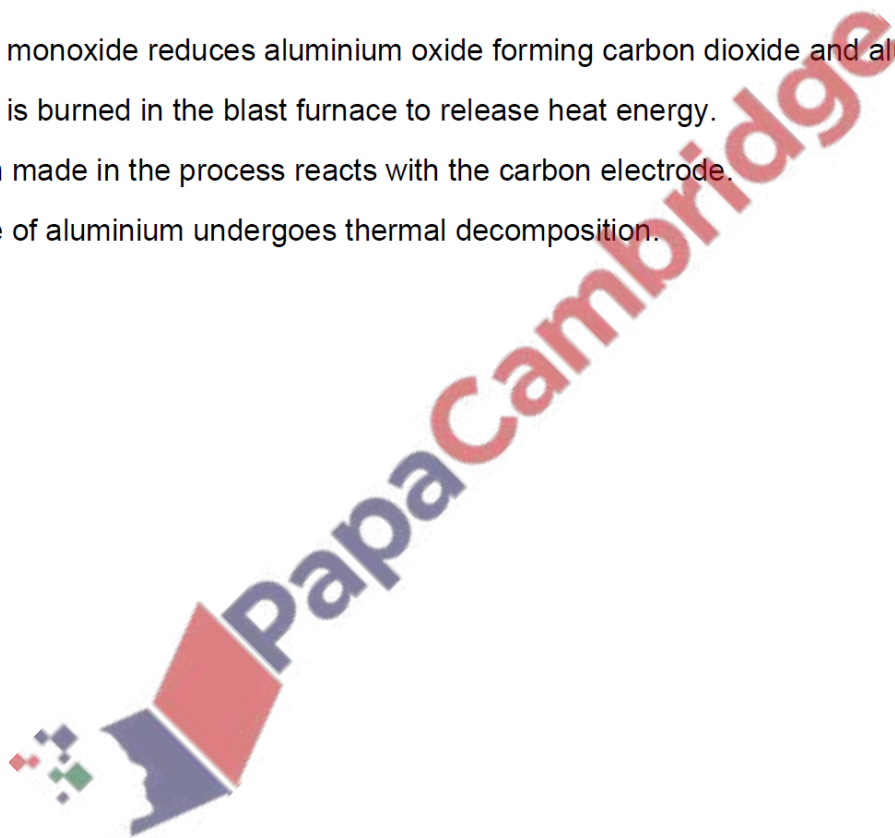 monoxide reduces aluminium oxide forming carbon dioxide and al
is burned in the blast furnace to release heat energy.
made in the process reacts with the carbon electrode.
of aluminium undergoes thermal decomposition.
PapaCambridge